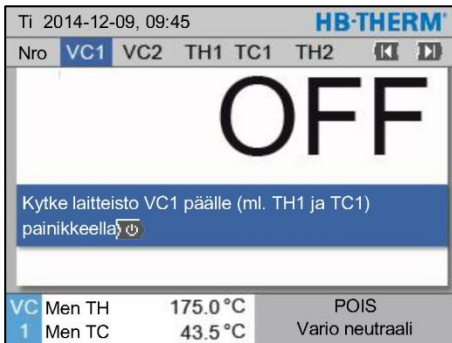 Ti 2014-12-09, 09:45 HB-THERM®
Nro VC1 VC2 TH1 TC1 TH2
OFF
Kytke laitteisto VC1 päälle (ml. TH1 ja TC1)
painikkeella
VC Men TH 175.0 °C POIS
1 Men TC 43.5 °C Vario neutraali